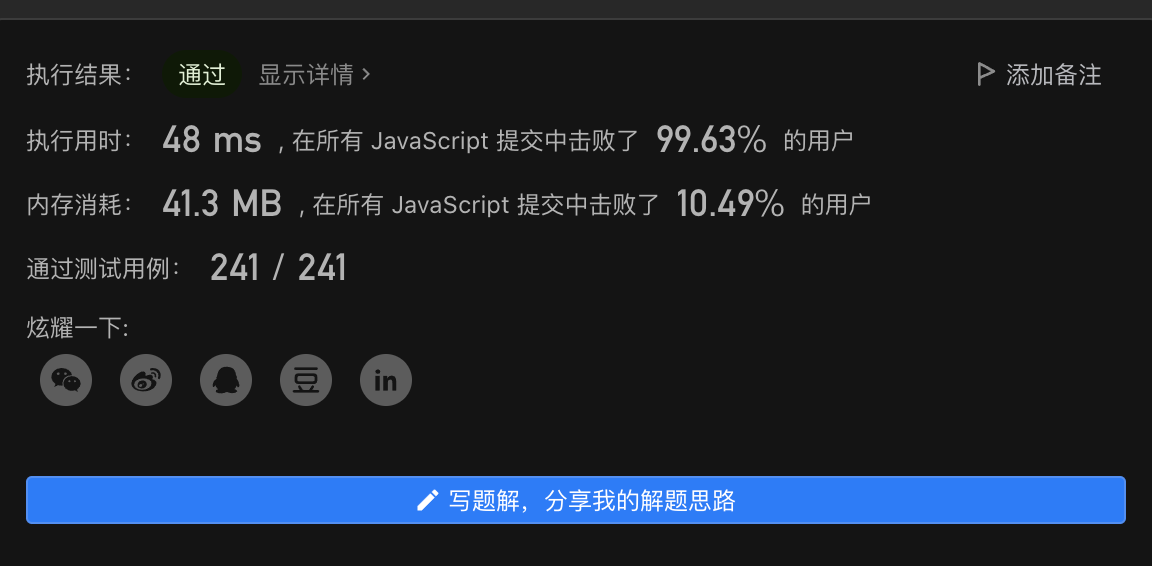 执行结果： 通过 显示详情 › 添加备注
执行用时： 48 ms , 在所有 JavaScript 提交中击败了 99.63% 的用户
内存消耗： 41.3 MB , 在所有 JavaScript 提交中击败了 10.49% 的用户
通过测试用例： 241 / 241
炫耀一下:
豆 in
写题解，分享我的解题思路